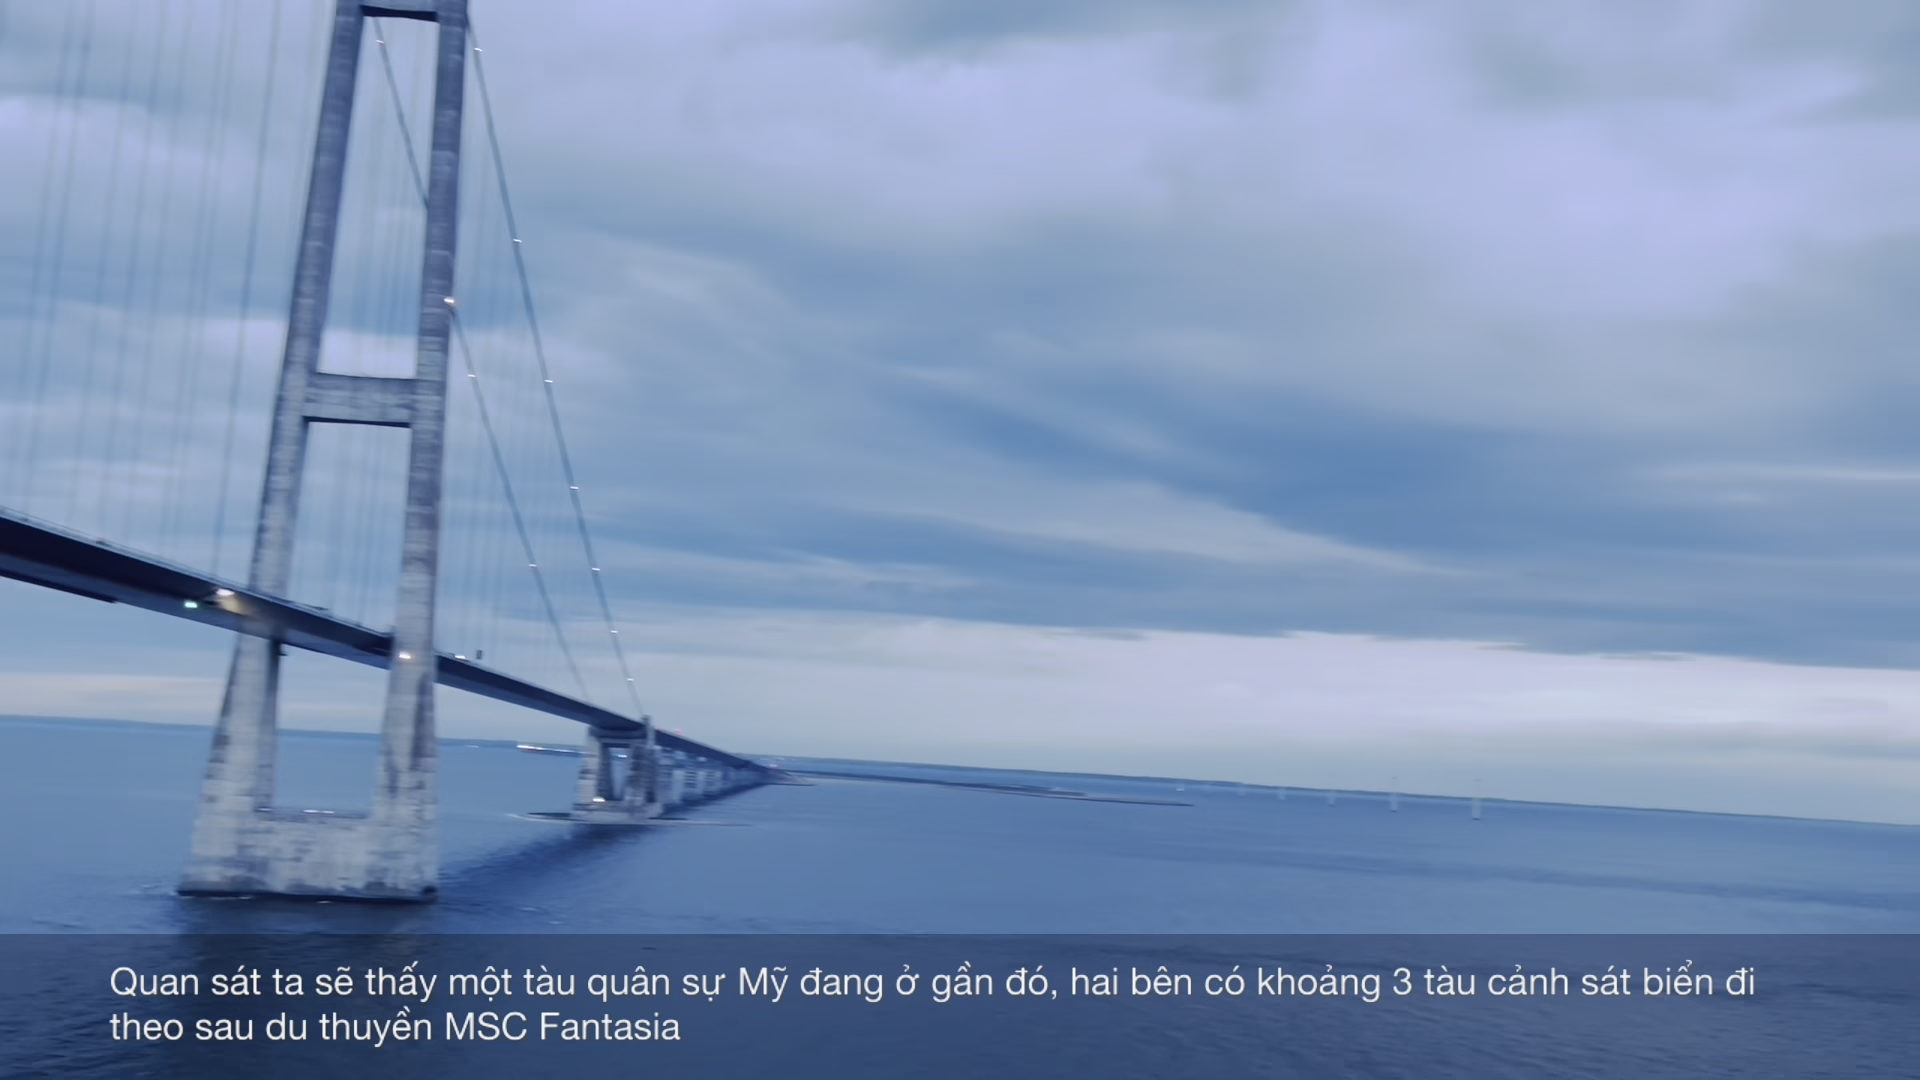 Quan sát ta sẽ thấy một tàu quân sự Mỹ đang ở gần đó, hai bên có khoảng 3 tàu cảnh sát biển đi
theo sau du thuyền MSC Fantasia